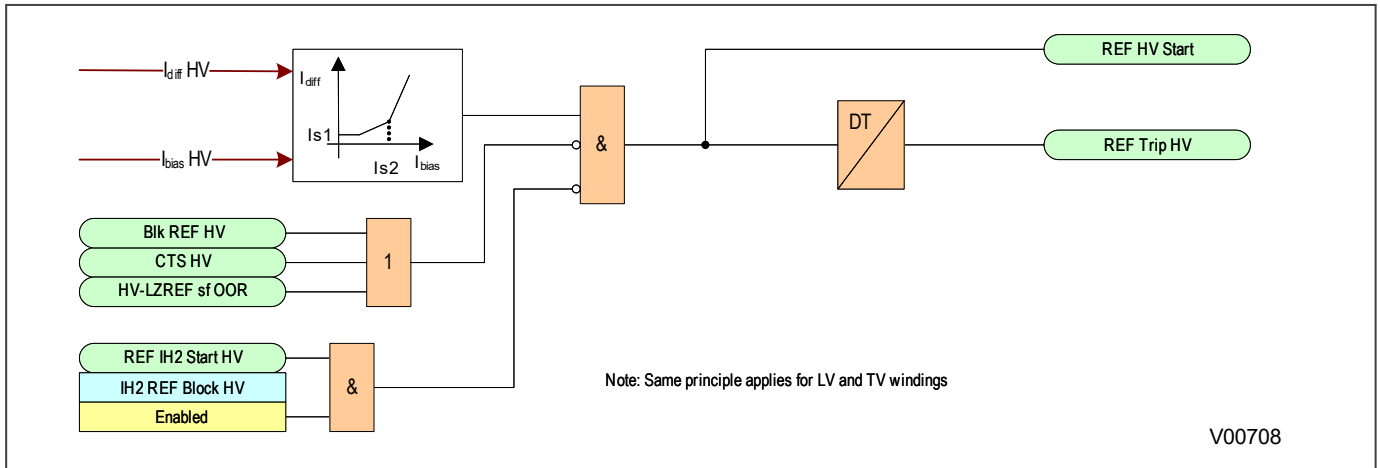 Idiff HV
Ibias HV
Idiff
Is1
Is2
Ibias
Blk REF HV
CTS HV
HV-LZREF sf OOR
1
REF IH2 Start HV
IH2 REF Block HV
Enabled
&
&
DT
REF HV Start
REF Trip HV
Note: Same principle applies for LV and TV windings
V00708